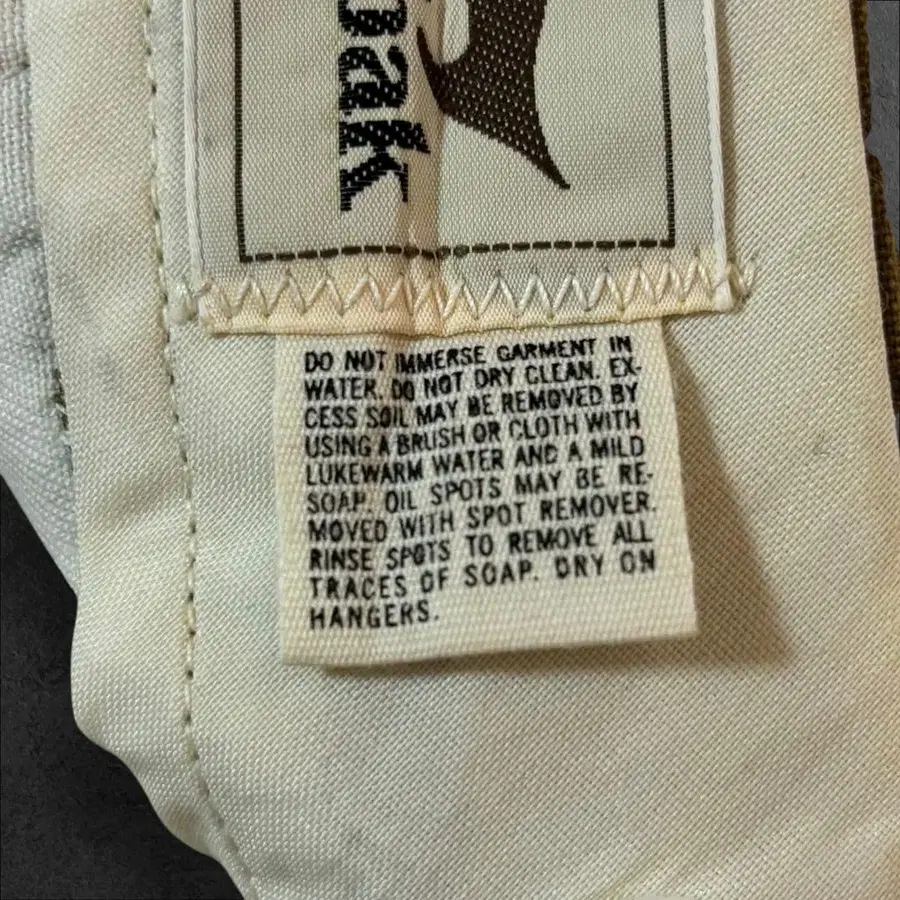 DO NOT IMMERSE GARMENT IN
WATER. DO NOT DRY CLEAN. EX-
CESS SOIL MAY BE REMOVED BY
USING A BRUSH OR CLOTH WITH
LUKEWARM WATER AND A MILD
SOAP. OIL SPOTS MAY BE RE-
MOVED WITH SPOT REMOVER.
RINSE SPOTS TO REMOVE ALL
TRACES OF SOAP. DRY ON
HANGERS.